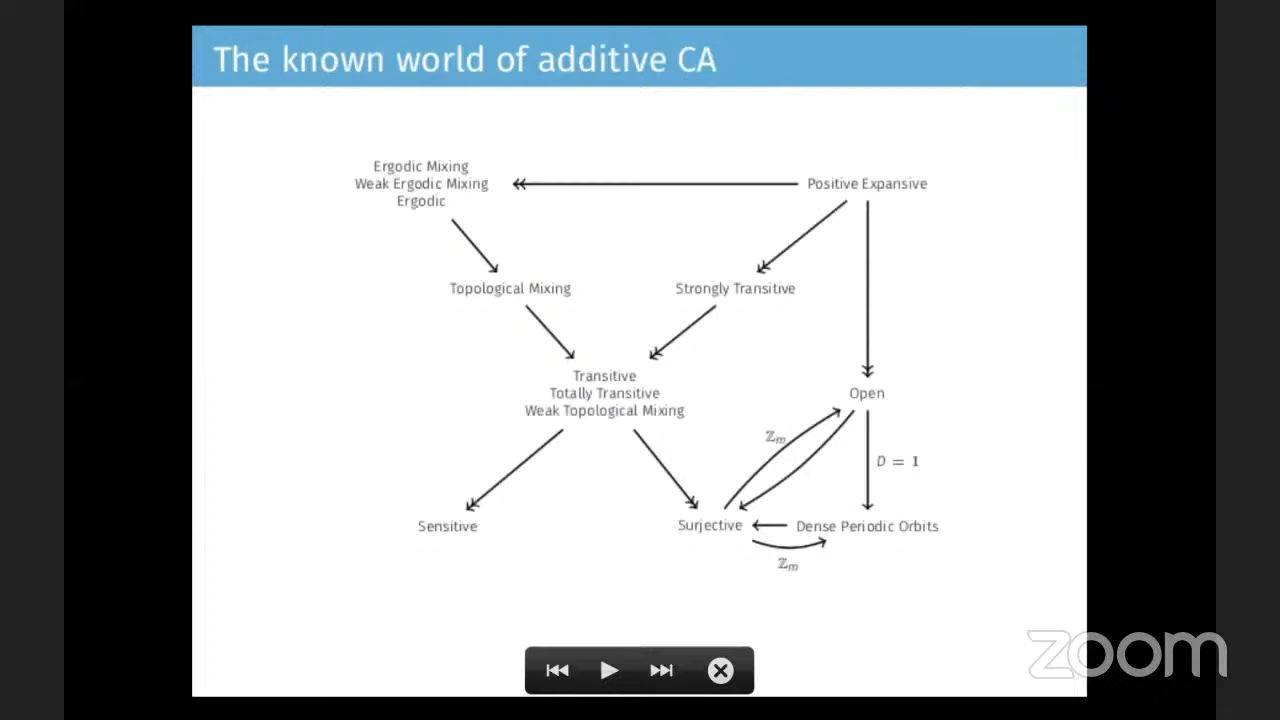 The known world of additive CA
Ergodic Mixing
Weak Ergodic Mixing
Ergodic
Positive Expansive
Topological Mixing
Strongly Transitive
Transitive
Totally Transitive
Weak Topological Mixing
Open
ℤₘ
D = 1
Sensitive
Surjective
Dense Periodic Orbits
ℤₘ
zoom